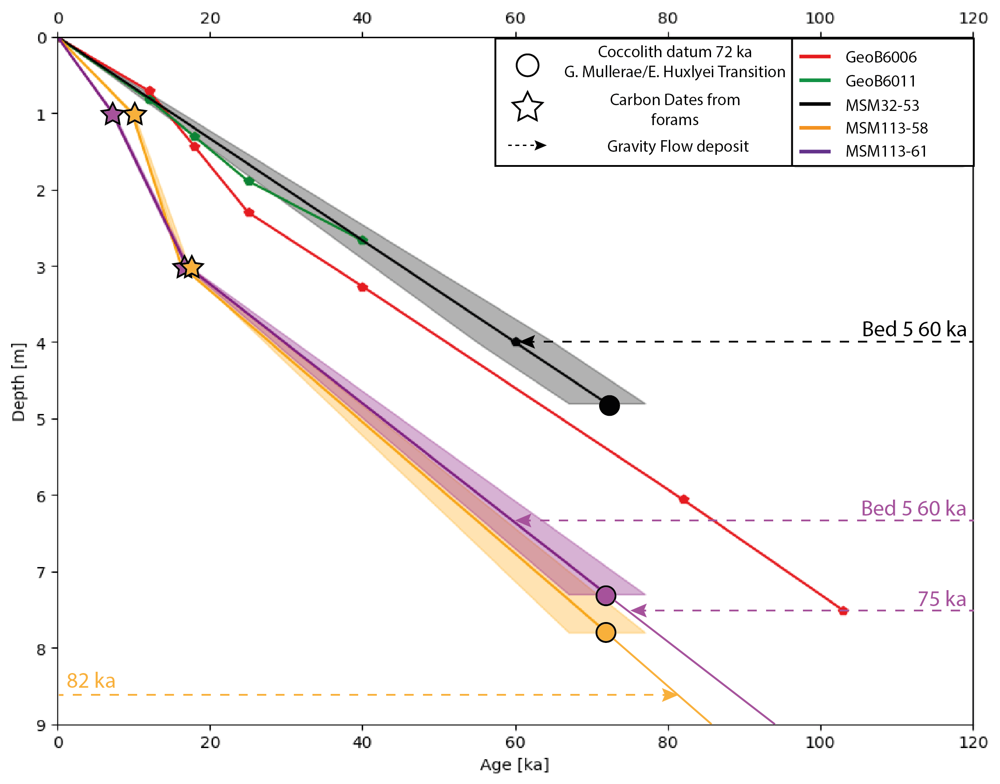 0 20 40 60 80 100 120
0
1
2
3
4
5
6
7
8
9
Depth [m]
Coccolith datum 72 ka
G. Mullerae/E. Huxlyei Transition
Carbon Dates from
forams
Gravity Flow deposit
GeoB6006
GeoB6011
MSM32-53
MSM113-58
MSM113-61
Bed 5 60 ka
Bed 5 60 ka
75 ka
82 ka
0 20 40 60 80 100 120
Age [ka]